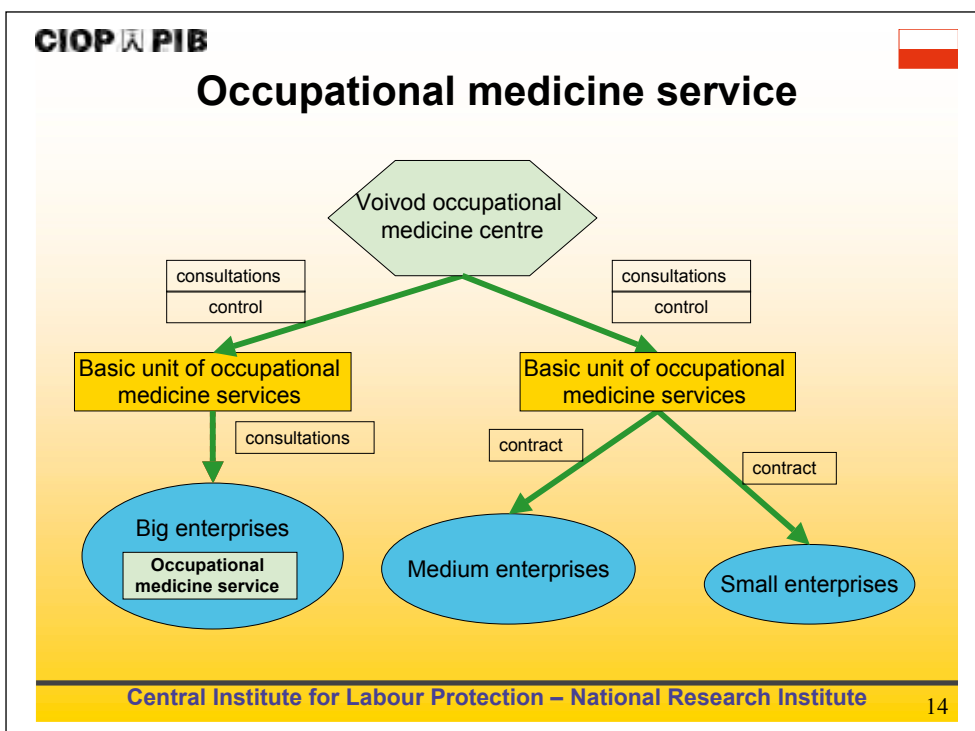 CIOP PIB
Occupational medicine service
Voivod occupational
medicine centre
consultations
control
consultations
control
Basic unit of occupational
medicine services
Basic unit of occupational
medicine services
consultations
contract
contract
Big enterprises
Occupational
medicine service
Medium enterprises
Small enterprises
Central Institute for Labour Protection – National Research Institute
14